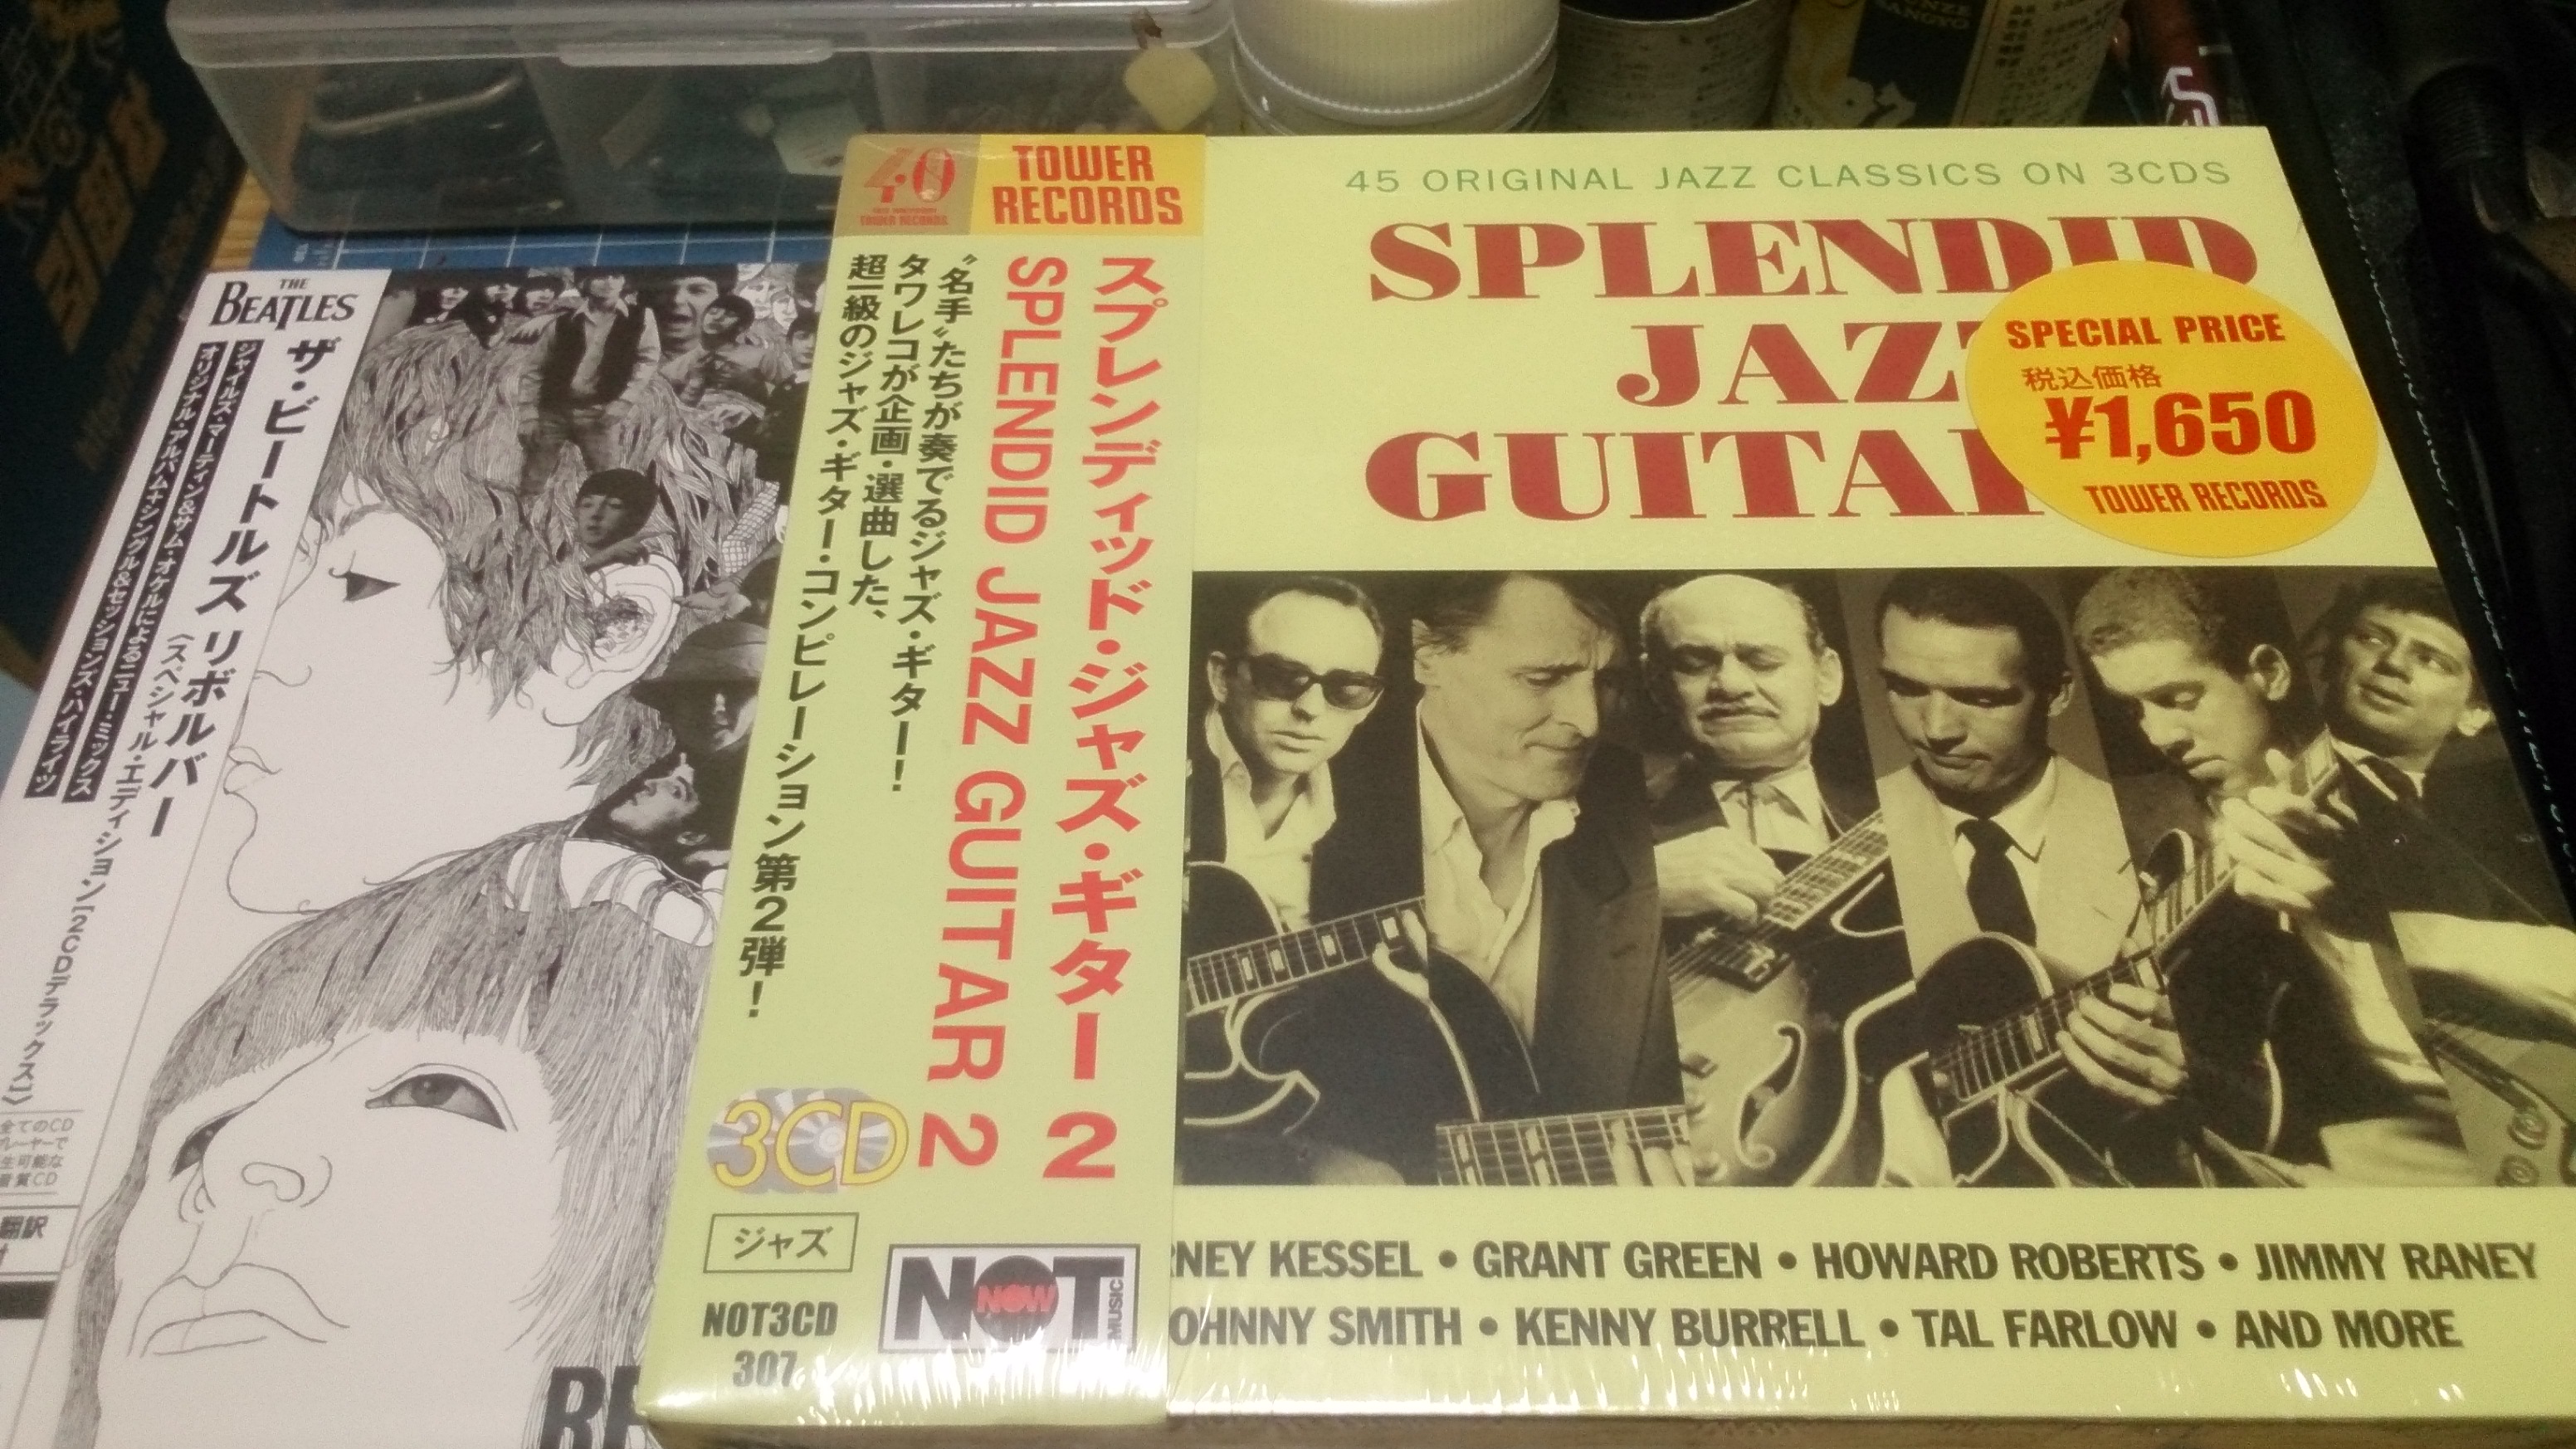 THE
BEATLES
ザ・ビートルズ リボルバー
〈スペシャル・エディション[2CDデラックス]〉
ジャイルズ・マーティン&サム・オケルによるニュー・ミックス
オリジナル・アルバム+シングル&セッションズ・ハイライツ
全てのCD
プレーヤーで
生可能な
音質CD
翻訳
RE
40
TOWER RECORDS
TOWER
RECORDS
スプレンディッド・ジャズ・ギター 2
SPLENDID JAZZ GUITAR 2
〝名手〟たちが奏でるジャズ・ギター!
タワレコが企画・選曲した、
超一級のジャズ・ギター・コンピレーション第2弾!
3CD
ジャズ
NOT3CD
307
NOT
NOW
MUSIC
45 ORIGINAL JAZZ CLASSICS ON 3CDS
SPLENDID
JAZZ
GUITAR
SPECIAL PRICE
税込価格
¥1,650
TOWER RECORDS
RNEY KESSEL • GRANT GREEN • HOWARD ROBERTS • JIMMY RANEY
OHNNY SMITH • KENNY BURRELL • TAL FARLOW • AND MORE